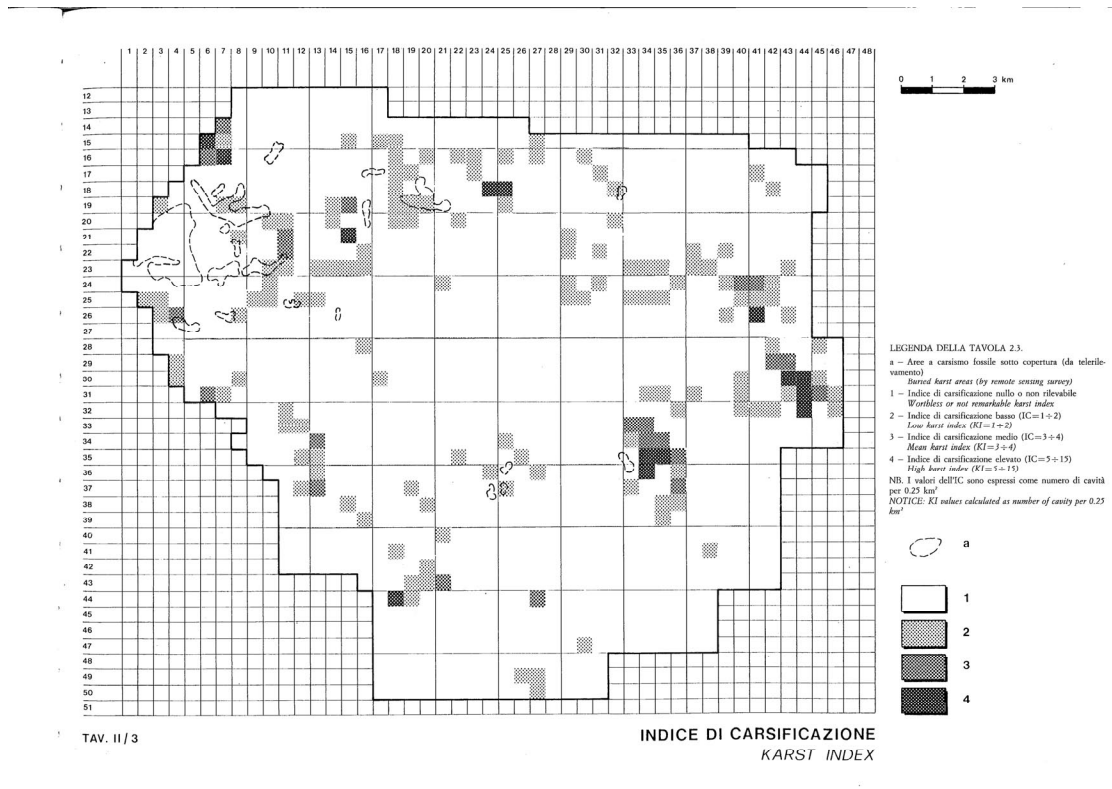 1 2 3 4 5 6 7 8 9 10 11 12 13 14 15 16 17 18 19 20 21 22 23 24 25 26 27 28 29 30 31 32 33 34 35 36 37 38 39 40 41 42 43 44 45 46 47 48
12
13
14
15
16
17
18
19
20
21
22
23
24
25
26
27
28
29
30
31
32
33
34
35
36
37
38
39
40
41
42
43
44
45
46
47
48
49
50
51
0 1 2 3 km
LEGENDA DELLA TAVOLA 2.3.
a – Aree a carsismo fossile sotto copertura (da telerile-
vamento)
Buried karst areas (by remote sensing survey)
1 – Indice di carsificazione nullo o non rilevabile
Worthless or not remarkable karst index
2 – Indice di carsificazione basso (IC=1÷2)
Low karst index (KI=1÷2)
3 – Indice di carsificazione medio (IC=3÷4)
Mean karst index (KI=3÷4)
4 – Indice di carsificazione elevato (IC=5÷15)
High karst index (KI=5÷15)
NB. I valori dell'IC sono espressi come numero di cavità
per 0.25 km²
NOTICE: KI values calculated as number of cavity per 0.25
km²
a
1
2
3
4
TAV. II/3
INDICE DI CARSIFICAZIONE
KARST INDEX